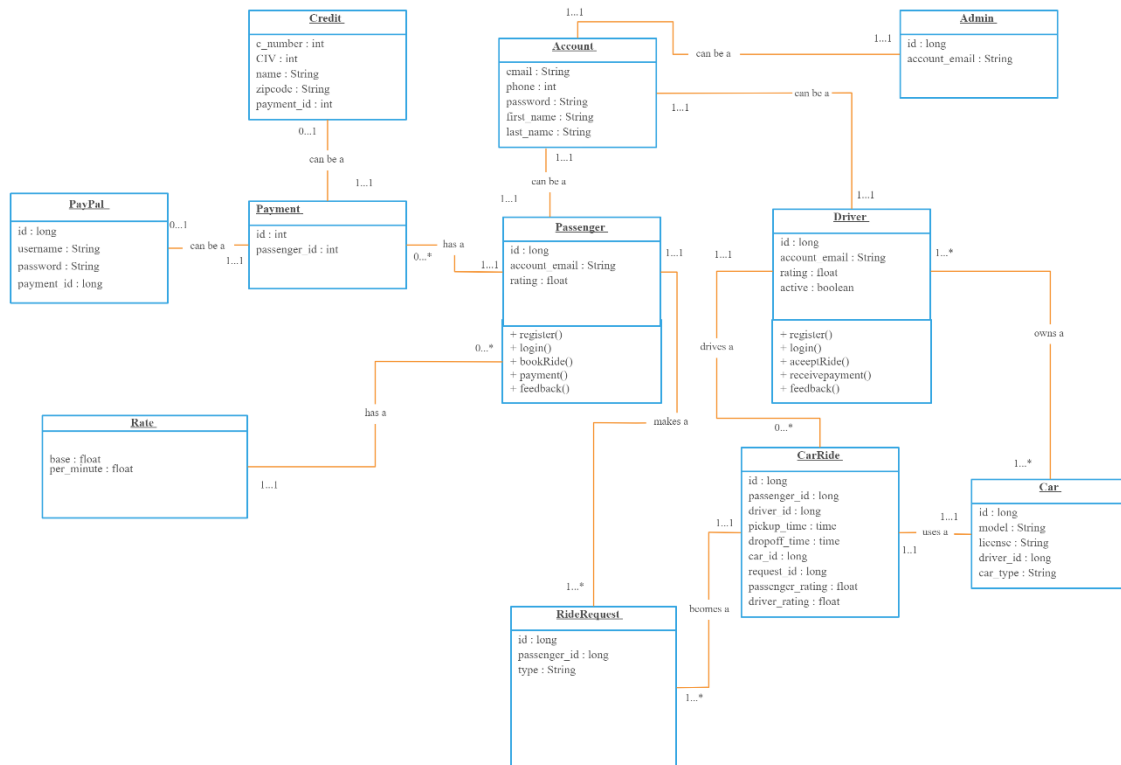 Credit
c_number : int
CIV : int
name : String
zipcode : String
payment_id : int
0...1
can be a
1...1
1...1
Account
email : String
phone : int
password : String
first_name : String
last_name : String
can be a
1...1
Admin
id : long
account_email : String
can be a
1...1
1...1
can be a
1...1
1...1
PayPal
id : long
username : String
password : String
payment_id : long
0...1
can be a
1...1
Payment
id : int
passenger_id : int
has a
0...*
1...1
Passenger
id : long
account_email : String
rating : float
+ register()
+ login()
+ bookRide()
+ payment()
+ feedback()
1...1
1...1
Driver
id : long
account_email : String
rating : float
active : boolean
+ register()
+ login()
+ aceeptRide()
+ receivepayment()
+ feedback()
1...*
owns a
drives a
0...*
has a
1...1
Rate
base : float
per_minute : float
makes a
0...*
1...*
CarRide
id : long
passenger_id : long
driver_id : long
pickup_time : time
dropoff_time : time
car_id : long
request_id : long
passenger_rating : float
driver_rating : float
1...1
uses a
1...1
1...*
Car
id : long
model : String
license : String
driver_id : long
car_type : String
1...1
becomes a
1...*
RideRequest
id : long
passenger_id : long
type : String